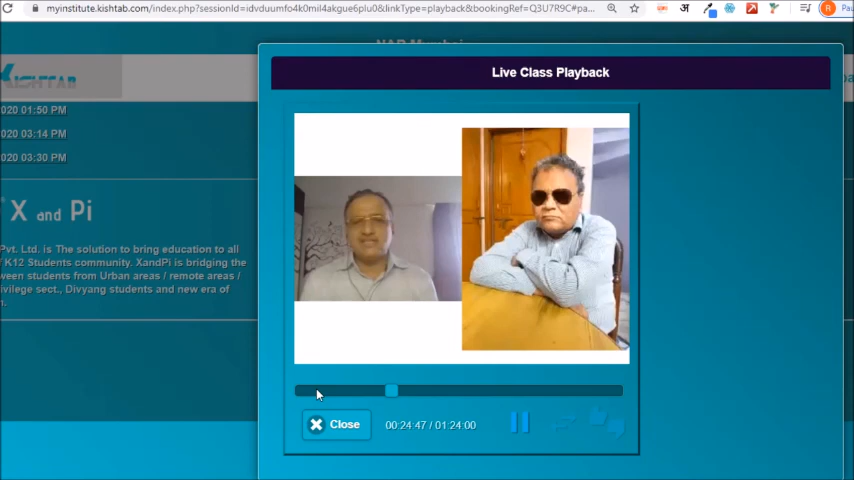 myinstitute.kishtab.com/index.php?sessionId=idvduumfo4k0mil4akgue6plu0&linkType=playback&bookingRef=Q3U7R9C#pa...
अ
R
Pau
Live Class Playback
KISHTAB
2020 01:50 PM
2020 03:14 PM
2020 03:30 PM
X and Pi
Pvt. Ltd. is The solution to bring education to all
K12 Students community. XandPi is bridging the
ween students from Urban areas / remote areas /
ivilege sect., Divyang students and new era of
Close
00:24:47 / 01:24:00